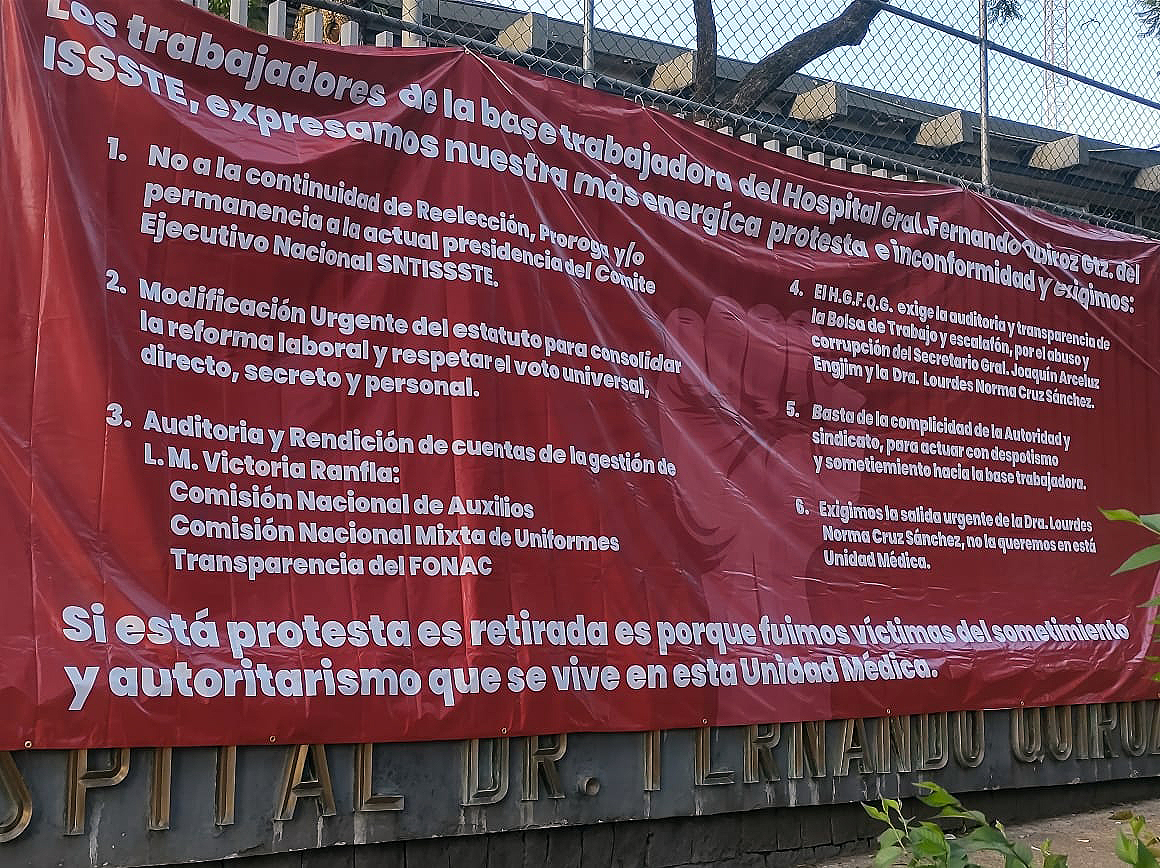 Los trabajadores de la base trabajadora del Hospital Gral.Fernando Quiroz Gtz. del
ISSSTE, expresamos nuestra más energíca protesta e inconformidad y exigimos:
1. No a la continuidad de Reelección, Proroga y/o
permanencia a la actual presidencia del Comite
Ejecutivo Nacional SNTISSSTE.
2. Modificación Urgente del estatuto para consolidar
la reforma laboral y respetar el voto universal,
directo, secreto y personal.
3. Auditoria y Rendición de cuentas de la gestión de
L.M. Victoria Ranfla:
Comisión Nacional de Auxilios
Comisión Nacional Mixta de Uniformes
Transparencia del FONAC
4. El H.G.F.Q.G. exige la auditoria y transparencia de
la Bolsa de Trabajo y escalafón, por el abuso y
corrupción del Secretario Gral. Joaquín Arceluz
Engjim y la Dra. Lourdes Norma Cruz Sánchez.
5. Basta de la complicidad de la Autoridad y
sindicato, para actuar con despotismo
y sometiemiento hacia la base trabajadora.
6. Exigimos la salida urgente de la Dra. Lourdes
Norma Cruz Sánchez, no la queremos en está
Unidad Médica.
Si está protesta es retirada es porque fuimos víctimas del sometimiento
y autoritarismo que se vive en esta Unidad Médica.
SPITAL DR. FERNANDO QUIROZ